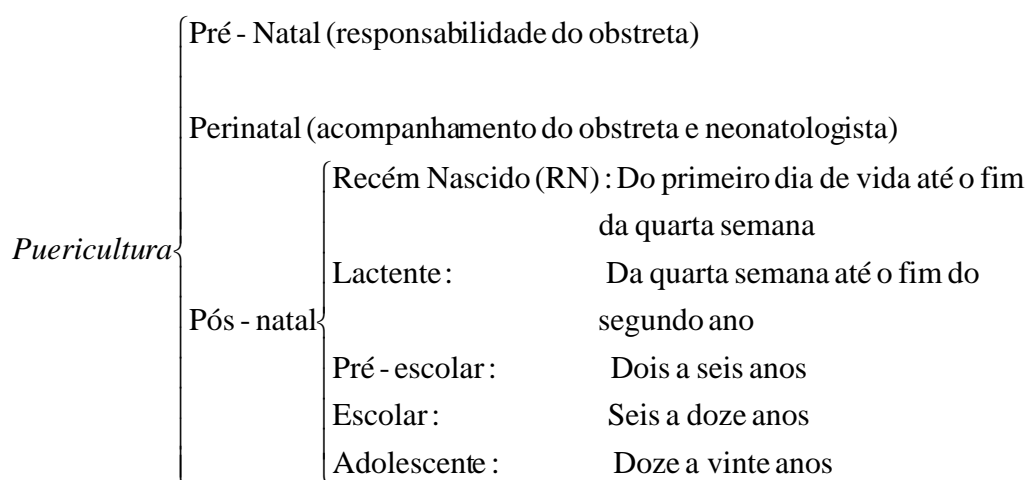 Pré - Natal (responsabilidade do obstreta)
Perinatal (acompanhamento do obstreta e neonatologista)
Recém Nascido (RN) : Do primeiro dia de vida até o fim
da quarta semana
Puericultura
Lactente : Da quarta semana até o fim do
Pós - natal
segundo ano
Pré - escolar : Dois a seis anos
Escolar : Seis a doze anos
Adolescente : Doze a vinte anos